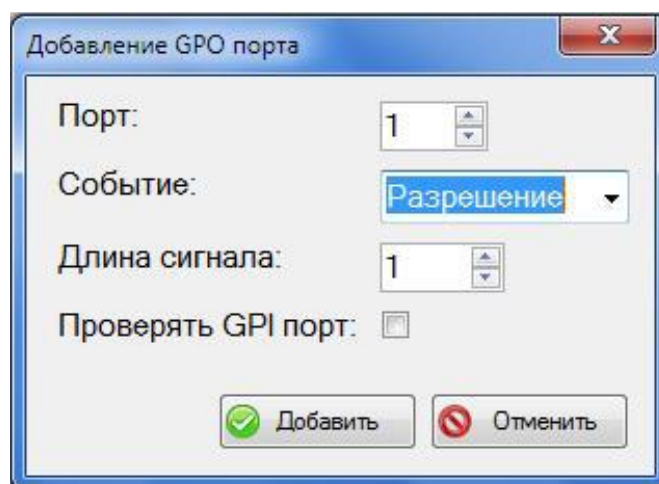 Добавление GPO порта
Порт: 1
Событие: Разрешение
Длина сигнала: 1
Проверять GPI порт:
Добавить Отменить